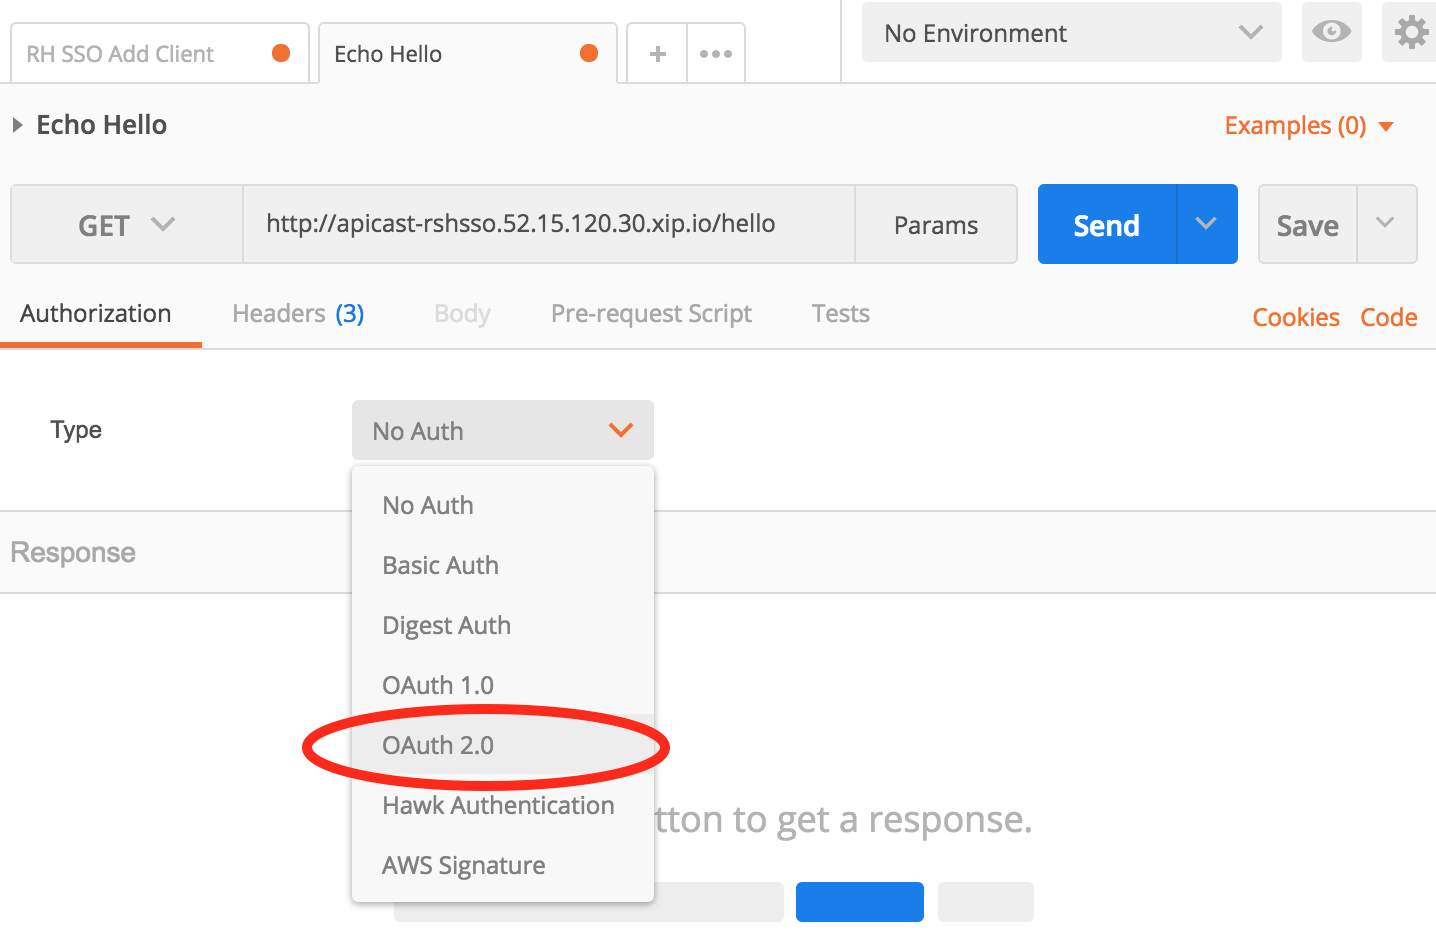 RH SSO Add Client
Echo Hello
No Environment
Echo Hello
Examples (0)
GET
http://apicast-rshsso.52.15.120.30.xip.io/hello
Params
Send
Save
Authorization
Headers (3)
Body
Pre-request Script
Tests
Cookies
Code
Type
No Auth
No Auth
Basic Auth
Digest Auth
OAuth 1.0
OAuth 2.0
Hawk Authentication
AWS Signature
Response
tton to get a response.